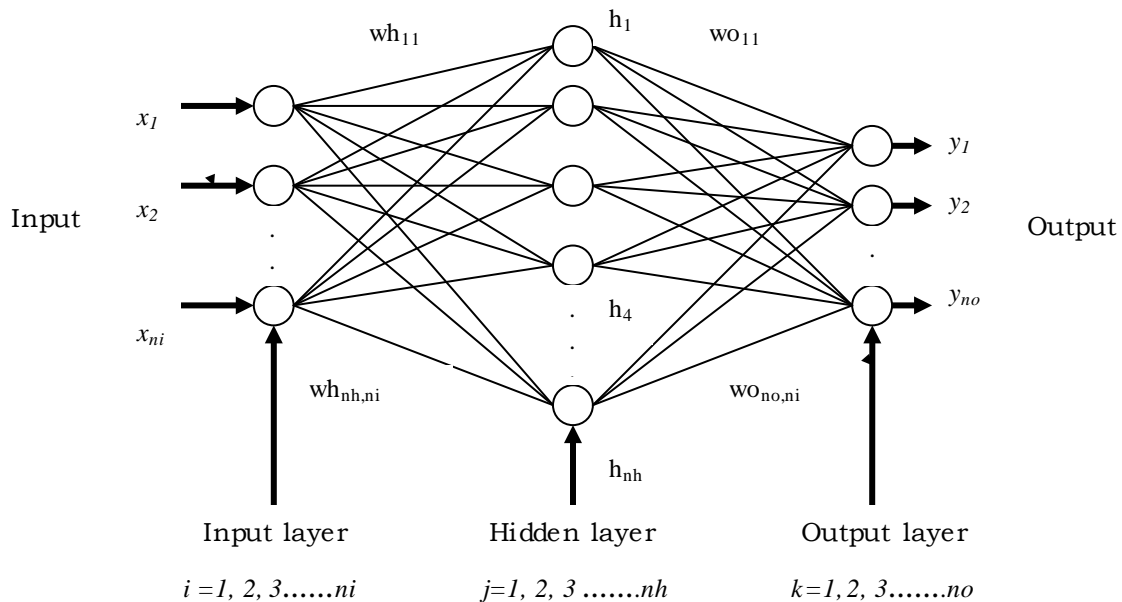 h1
wh11
wo11
x1
y1
x2
y2
Input
Output
.
.
.
xni
h4
yno
.
.
.
whnh,ni
wono,ni
hnh
Input layer
Hidden layer
Output layer
i =1, 2, 3......ni
j=1, 2, 3 .......nh
k=1, 2, 3.......no